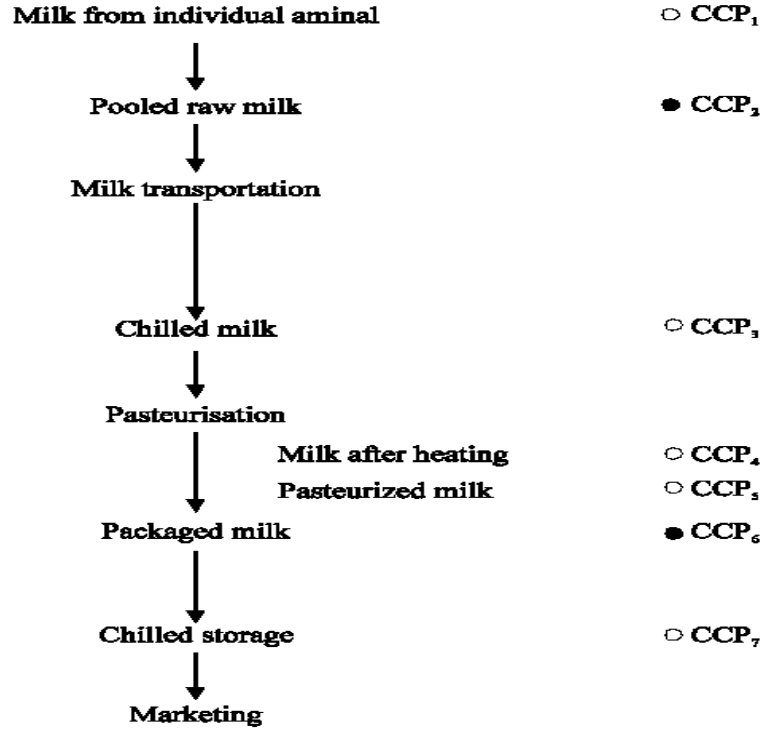 Milk from individual aminal ○ CCP₁
Pooled raw milk ● CCP₂
Milk transportation
Chilled milk ○ CCP₃
Pasteurisation
Milk after heating ○ CCP₄
Pasteurized milk ○ CCP₅
Packaged milk ● CCP₆
Chilled storage ○ CCP₇
Marketing